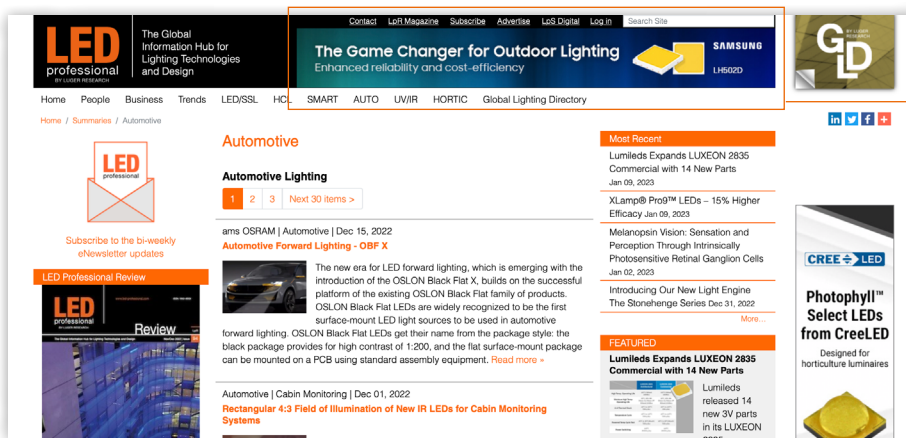 Contact LpR Magazine Subscribe Advertise LpS Digital Log in Search Site
LED
professional
BY LUGER RESEARCH
The Global
Information Hub for
Lighting Technologies
and Design
The Game Changer for Outdoor Lighting
Enhanced reliability and cost-efficiency
SAMSUNG
LH502D
BY LUGER
RESEARCH
GLD
Home People Business Trends LED/SSL HCL SMART AUTO UV/IR HORTIC Global Lighting Directory
Home / Summaries / Automotive
LED
professional
Subscribe to the bi-weekly
eNewsletter updates
LED Professional Review
LED
professional
Review
Automotive
Automotive Lighting
1 2 3 Next 30 items >
ams OSRAM | Automotive | Dec 15, 2022
Automotive Forward Lighting - OBF X
The new era for LED forward lighting, which is emerging with the
introduction of the OSLON Black Flat X, builds on the successful
platform of the existing OSLON Black Flat family of products.
OSLON Black Flat LEDs are widely recognized to be the first
surface-mount LED light sources to be used in automotive
forward lighting. OSLON Black Flat LEDs get their name from the package style: the
black package provides for high contrast of 1:200, and the flat surface-mount package
can be mounted on a PCB using standard assembly equipment. Read more »
Automotive | Cabin Monitoring | Dec 01, 2022
Rectangular 4:3 Field of Illumination of New IR LEDs for Cabin Monitoring
Systems
Most Recent
Lumileds Expands LUXEON 2835
Commercial with 14 New Parts
Jan 09, 2023
XLamp® Pro9™ LEDs – 15% Higher
Efficacy Jan 09, 2023
Melanopsin Vision: Sensation and
Perception Through Intrinsically
Photosensitive Retinal Ganglion Cells
Jan 02, 2023
Introducing Our New Light Engine
The Stonehenge Series Dec 31, 2022
More...
FEATURED
Lumileds Expands LUXEON 2835
Commercial with 14 New Parts
Lumileds
released 14
new 3V parts
in its LUXEON
in f +
CREE LED
Photophyll™
Select LEDs
from CreeLED
Designed for
horticulture luminaires